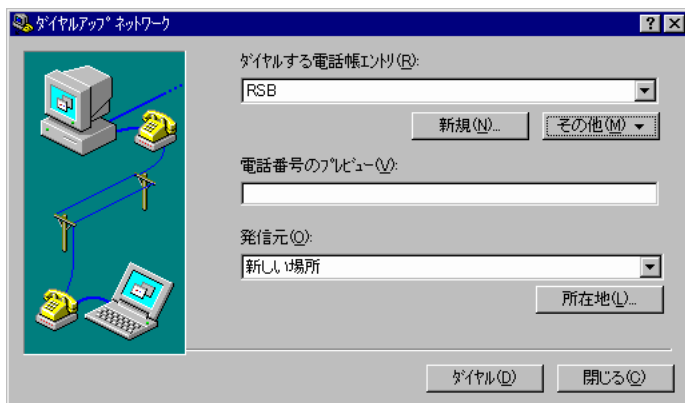 ﾀﾞｲﾔﾙｱｯﾌﾟ ﾈｯﾄﾜｰｸ
ﾀﾞｲﾔﾙする電話帳ｴﾝﾄﾘ(R):
RSB
新規(N)...
その他(M)
電話番号のﾌﾟﾚﾋﾞｭｰ(V):
発信元(O):
新しい場所
所在地(L)...
ﾀﾞｲﾔﾙ(D)
閉じる(C)